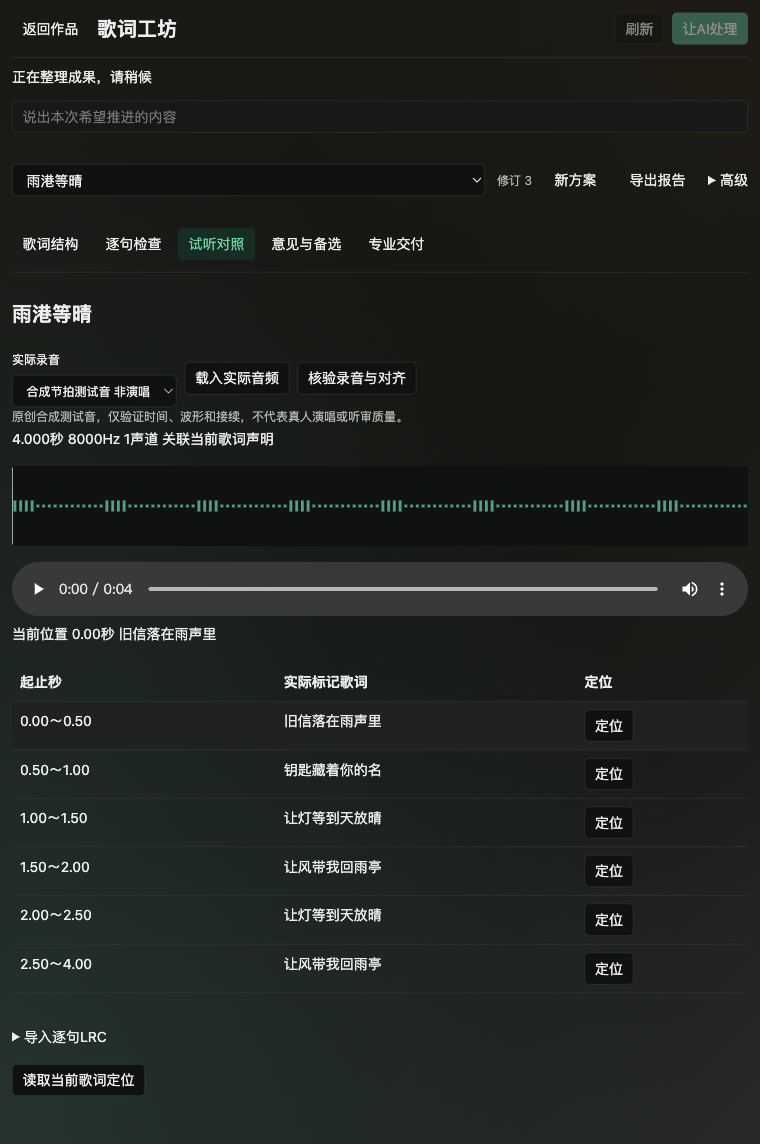 返回作品 歌词工坊 刷新 让AI处理
正在整理成果，请稍候
说出本次希望推进的内容
雨港等晴 修订 3 新方案 导出报告 ▶ 高级
歌词结构 逐句检查 试听对照 意见与备选 专业交付
雨港等晴
实际录音
合成节拍测试音 非演唱 载入实际音频 核验录音与对齐
原创合成测试音，仅验证时间、波形和接续，不代表真人演唱或听审质量。
4.000秒 8000Hz 1声道 关联当前歌词声明
0:00 / 0:04
当前位置 0.00秒 旧信落在雨声里
起止秒 实际标记歌词 定位
0.00～0.50 旧信落在雨声里 定位
0.50～1.00 钥匙藏着你的名 定位
1.00～1.50 让灯等到天放晴 定位
1.50～2.00 让风带我回雨亭 定位
2.00～2.50 让灯等到天放晴 定位
2.50～4.00 让风带我回雨亭 定位
▶ 导入逐句LRC
读取当前歌词定位